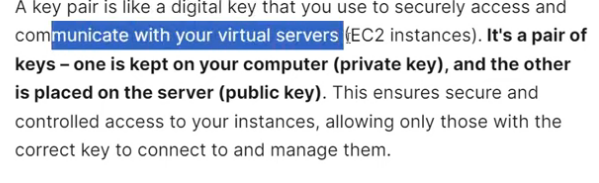 A key pair is like a digital key that you use to securely access and
communicate with your virtual servers (EC2 instances). It's a pair of
keys – one is kept on your computer (private key), and the other
is placed on the server (public key). This ensures secure and
controlled access to your instances, allowing only those with the
correct key to connect to and manage them.